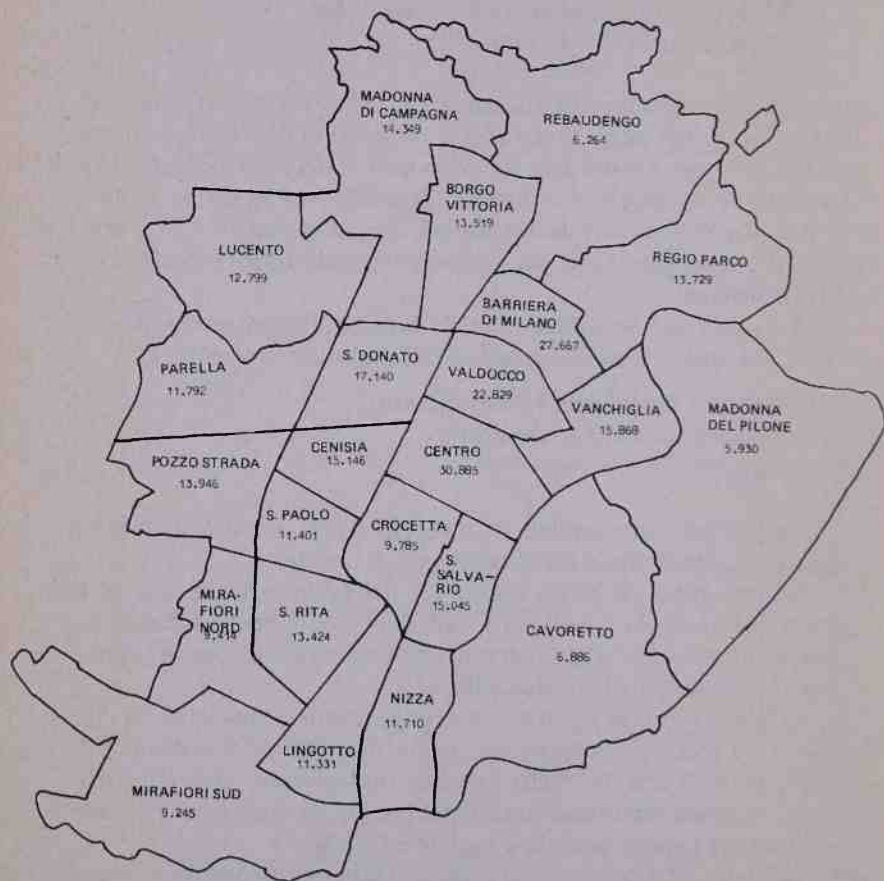 MADONNA
DI CAMPAGNA
14.349
REBAUDENGO
6.264
BORGO
VITTORIA
13.519
LUCENTO
12.799
REGIO PARCO
13.729
BARRIERA
DI MILANO
27.667
S. DONATO
17.140
PARELLA
11.792
VALDOCCO
22.829
VANCHIGLIA
15.868
MADONNA
DEL PILONE
5.930
CENISIA
15.146
CENTRO
30.885
POZZO STRADA
13.946
S. PAOLO
11.401
CROCETTA
9.785
S.
SALVA–
RIO
15.045
MIRA–
FIORI
NORD
S. RITA
13.424
CAVORETTO
6.886
NIZZA
11.710
LINGOTTO
11.331
MIRAFIORI SUD
9.245